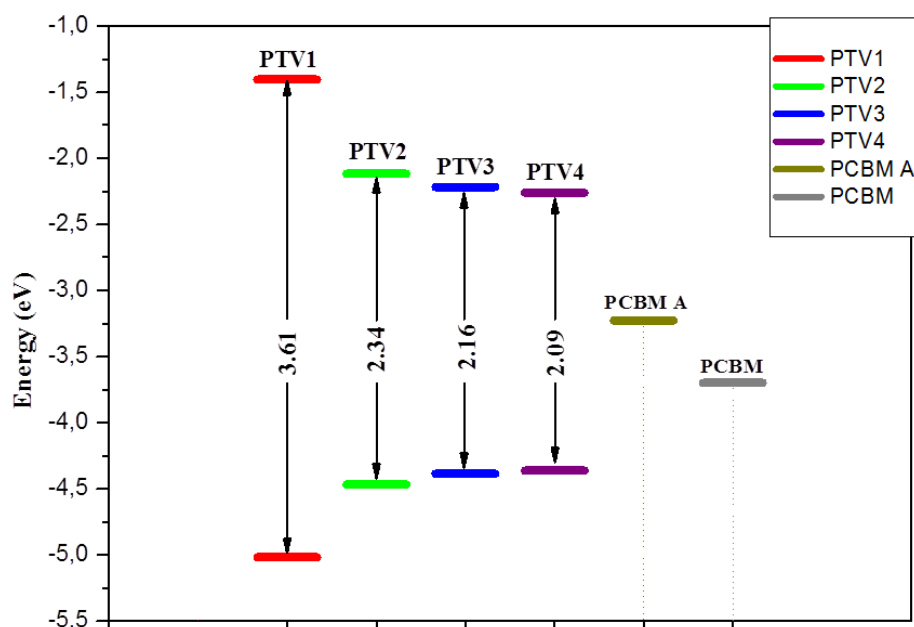 -1,0
-1,5
-2,0
-2,5
-3,0
-3,5
-4,0
-4,5
-5,0
-5,5
Energy (eV)
PTV1
3.61
PTV2
2.34
PTV3
2.16
PTV4
2.09
PCBM A
PCBM
PTV1
PTV2
PTV3
PTV4
PCBM A
PCBM